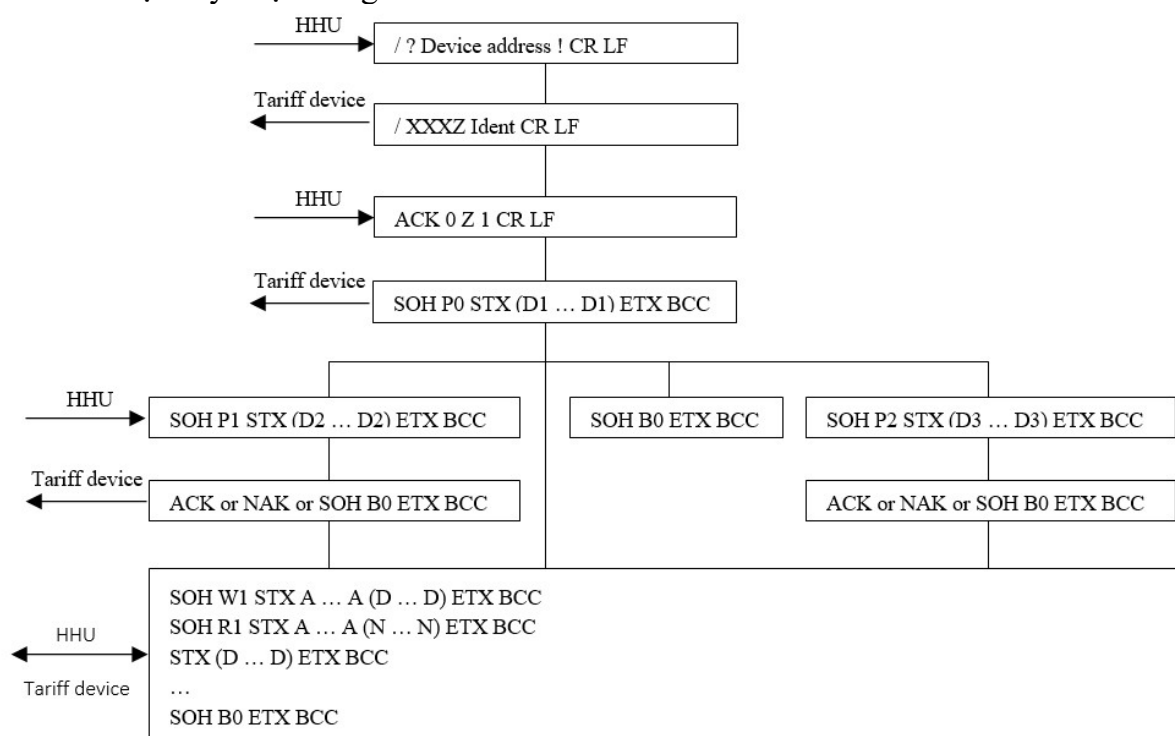 HHU
/ ? Device address ! CR LF
Tariff device
/ XXXZ Ident CR LF
HHU
ACK 0 Z 1 CR LF
Tariff device
SOH P0 STX (D1 … D1) ETX BCC
HHU
SOH P1 STX (D2 … D2) ETX BCC
SOH B0 ETX BCC
SOH P2 STX (D3 … D3) ETX BCC
Tariff device
ACK or NAK or SOH B0 ETX BCC
ACK or NAK or SOH B0 ETX BCC
SOH W1 STX A … A (D … D) ETX BCC
SOH R1 STX A … A (N … N) ETX BCC
HHU
STX (D … D) ETX BCC
Tariff device
…
SOH B0 ETX BCC